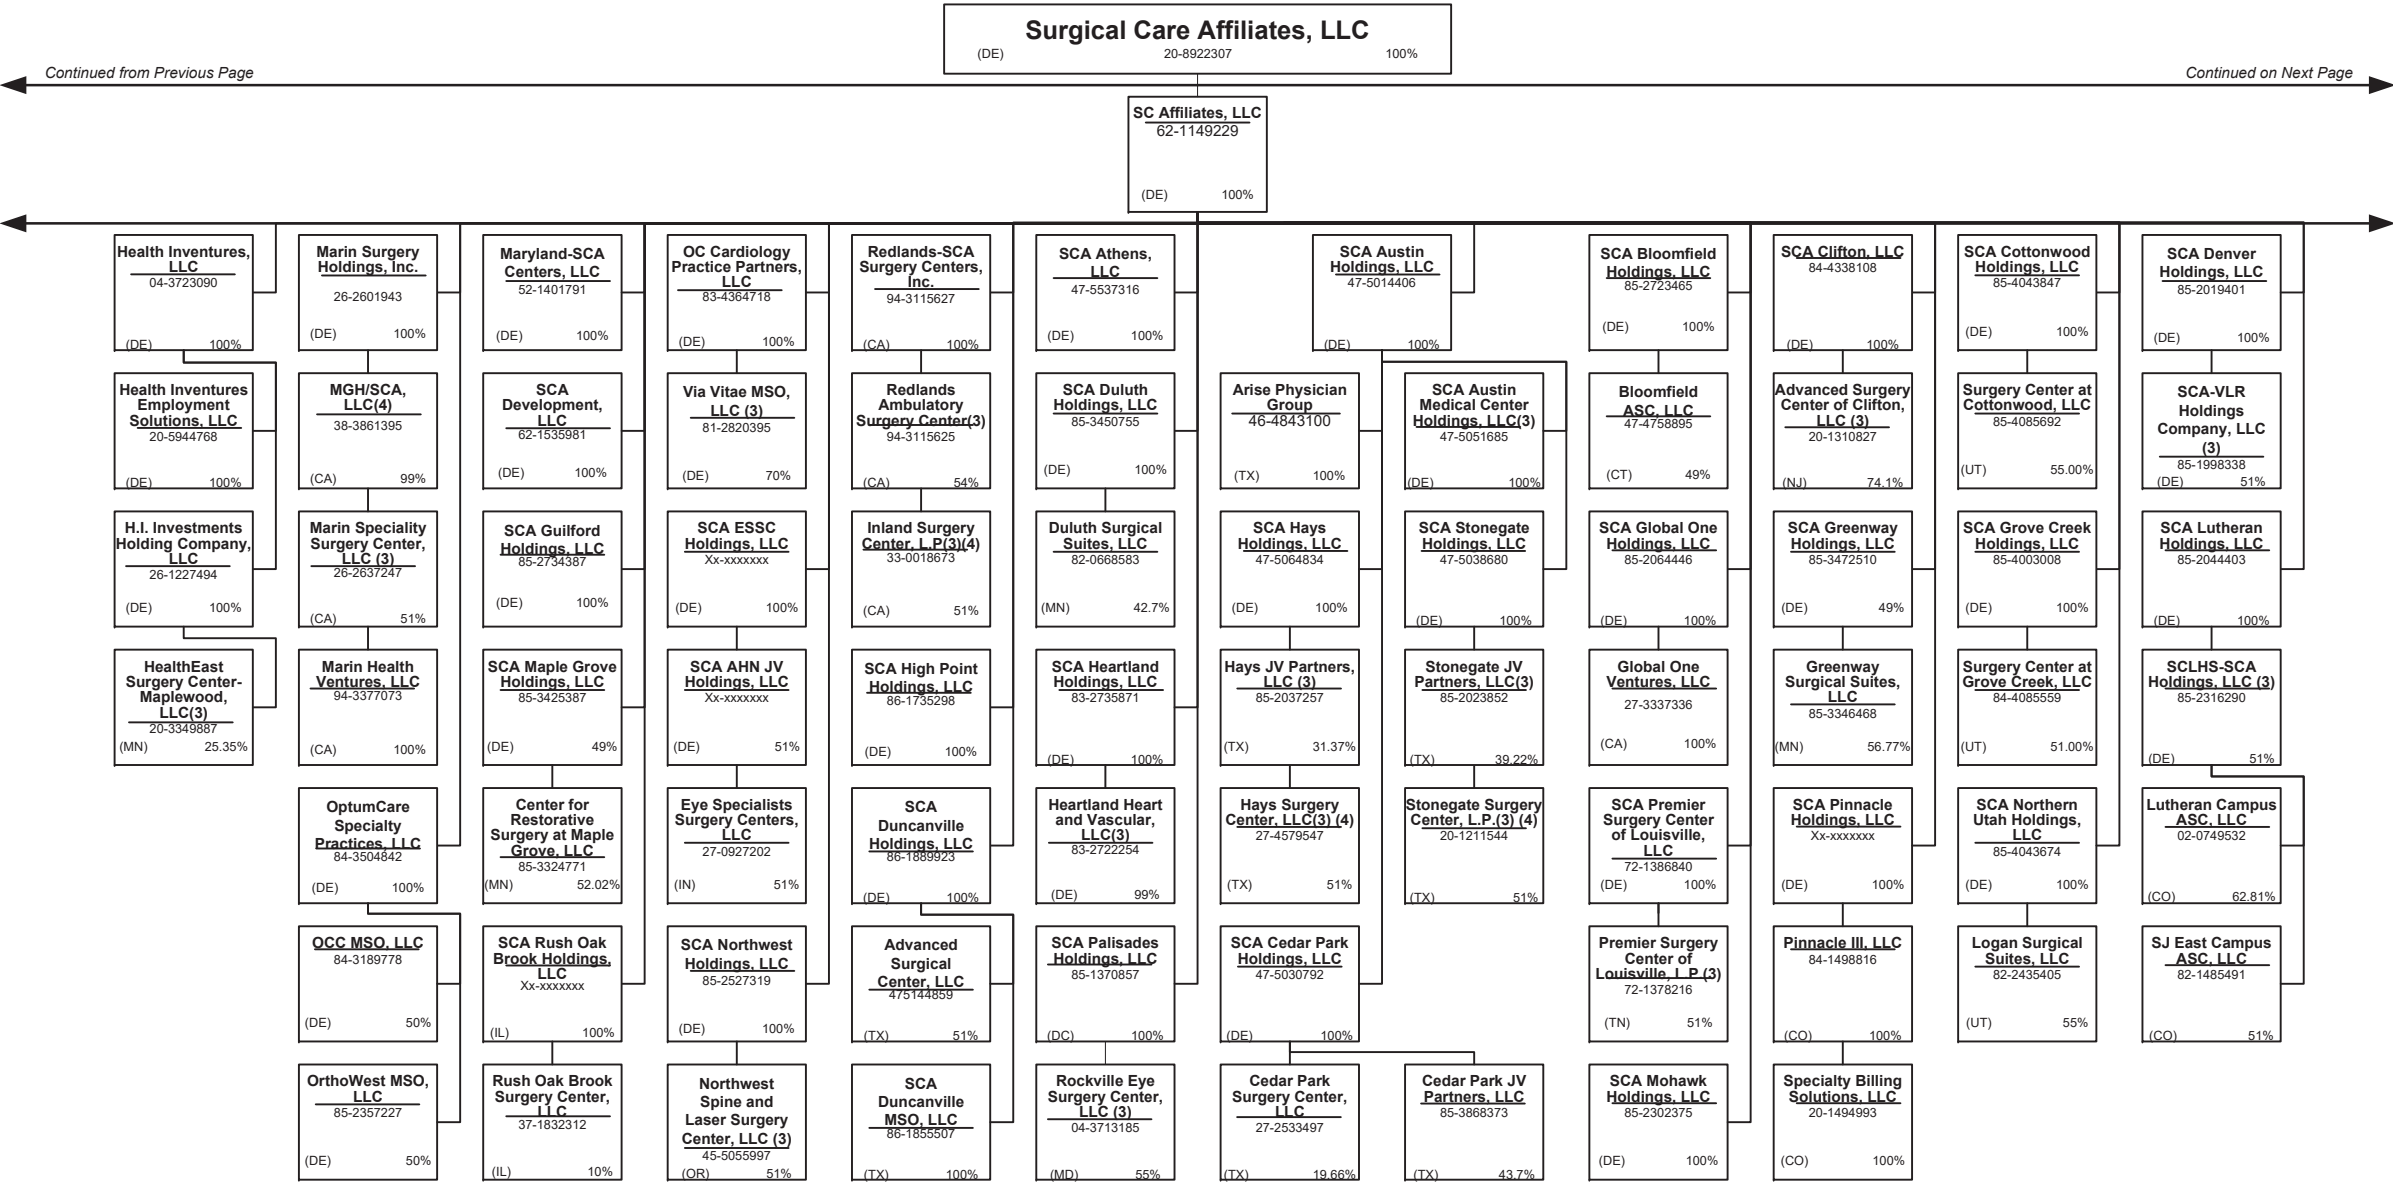 Surgical Care Affiliates, LLC
(DE) 20-8922307 100%
Continued from Previous Page
Continued on Next Page
SC Affiliates, LLC
62-1149229
(DE) 100%
Health Inventures,
LLC
04-3723090
(DE) 100%
Marin Surgery
Holdings, Inc.
26-2601943
(DE) 100%
Maryland-SCA
Centers, LLC
52-1401791
(DE) 100%
OC Cardiology
Practice Partners,
LLC
83-4364718
(DE) 100%
Redlands-SCA
Surgery Centers,
Inc.
94-3115627
(CA) 100%
SCA Athens,
LLC
47-5537316
(DE) 100%
SCA Austin
Holdings, LLC
47-5014406
(DE) 100%
SCA Bloomfield
Holdings, LLC
85-2723465
(DE) 100%
SCA Clifton, LLC
84-4338108
(DE) 100%
SCA Cottonwood
Holdings, LLC
85-4043847
(DE) 100%
SCA Denver
Holdings, LLC
85-2019401
(DE) 100%
Health Inventures
Employment
Solutions, LLC
20-5944768
(DE) 100%
MGH/SCA,
LLC(4)
38-3861395
(CA) 99%
SCA
Development,
LLC
62-1535981
(DE) 100%
Via Vitae MSO,
LLC (3)
81-2820395
(DE) 70%
Redlands
Ambulatory
Surgery Center(3)
94-3115625
(CA) 54%
SCA Duluth
Holdings, LLC
85-3450755
(DE) 100%
Arise Physician
Group
46-4843100
(TX) 100%
SCA Austin
Medical Center
Holdings, LLC(3)
47-5051685
(DE) 100%
Bloomfield
ASC, LLC
47-4758895
(CT) 49%
Advanced Surgery
Center of Clifton,
LLC (3)
20-1310827
(NJ) 74.1%
Surgery Center at
Cottonwood, LLC
85-4085692
(UT) 55.00%
SCA-VLR
Holdings
Company, LLC
(3)
85-1998338
(DE) 51%
H.I. Investments
Holding Company,
LLC
26-1227494
(DE) 100%
Marin Speciality
Surgery Center,
LLC (3)
26-2637247
(CA) 51%
SCA Guilford
Holdings, LLC
85-2734387
(DE) 100%
SCA ESSC
Holdings, LLC
Xx-xxxxxxx
(DE) 100%
Inland Surgery
Center, L.P(3)(4)
33-0018673
(CA) 51%
Duluth Surgical
Suites, LLC
82-0668583
(MN) 42.7%
SCA Hays
Holdings, LLC
47-5064834
(DE) 100%
SCA Stonegate
Holdings, LLC
47-5038680
(DE) 100%
SCA Global One
Holdings, LLC
85-2064446
(DE) 100%
SCA Greenway
Holdings, LLC
85-3472510
(DE) 49%
SCA Grove Creek
Holdings, LLC
85-4003008
(DE) 100%
SCA Lutheran
Holdings, LLC
85-2044403
(DE) 100%
HealthEast
Surgery Center-
Maplewood,
LLC(3)
20-3349887
(MN) 25.35%
Marin Health
Ventures, LLC
94-3377073
(CA) 100%
SCA Maple Grove
Holdings, LLC
85-3425387
(DE) 49%
SCA AHN JV
Holdings, LLC
Xx-xxxxxxx
(DE) 51%
SCA High Point
Holdings, LLC
86-1735298
(DE) 100%
SCA Heartland
Holdings, LLC
83-2735871
(DE) 100%
Hays JV Partners,
LLC (3)
85-2037257
(TX) 31.37%
Stonegate JV
Partners, LLC(3)
85-2023852
(TX) 39.22%
Global One
Ventures, LLC
27-3337336
(CA) 100%
Greenway
Surgical Suites,
LLC
85-3346468
(MN) 56.77%
Surgery Center at
Grove Creek, LLC
84-4085559
(UT) 51.00%
SCLHS-SCA
Holdings, LLC (3)
85-2316290
(DE) 51%
OptumCare
Specialty
Practices, LLC
84-3504842
(DE) 100%
Center for
Restorative
Surgery at Maple
Grove, LLC
85-3324771
(MN) 52.02%
Eye Specialists
Surgery Centers,
LLC
27-0927202
(IN) 51%
SCA
Duncanville
Holdings, LLC
86-1889923
(DE) 100%
Heartland Heart
and Vascular,
LLC(3)
83-2722254
(DE) 99%
Hays Surgery
Center, LLC(3) (4)
27-4579547
(TX) 51%
Stonegate Surgery
Center, L.P.(3) (4)
20-1211544
(TX) 51%
SCA Premier
Surgery Center
of Louisville,
LLC
72-1386840
(DE) 100%
SCA Pinnacle
Holdings, LLC
Xx-xxxxxxx
(DE) 100%
SCA Northern
Utah Holdings,
LLC
85-4043674
(DE) 100%
Lutheran Campus
ASC, LLC
02-0749532
(CO) 62.81%
OCC MSO, LLC
84-3189778
(DE) 50%
SCA Rush Oak
Brook Holdings,
LLC
Xx-xxxxxxx
(IL) 100%
SCA Northwest
Holdings, LLC
85-2527319
(DE) 100%
Advanced
Surgical
Center, LLC
475144859
(TX) 51%
SCA Palisades
Holdings, LLC
85-1370857
(DC) 100%
SCA Cedar Park
Holdings, LLC
47-5030792
(DE) 100%
Premier Surgery
Center of
Louisville, L.P.(3)
72-1378216
(TN) 51%
Pinnacle III, LLC
84-1498816
(CO) 100%
Logan Surgical
Suites, LLC
82-2435405
(UT) 55%
SJ East Campus
ASC, LLC
82-1485491
(CO) 51%
OrthoWest MSO,
LLC
85-2357227
(DE) 50%
Rush Oak Brook
Surgery Center,
LLC
37-1832312
(IL) 10%
Northwest
Spine and
Laser Surgery
Center, LLC (3)
45-5055997
(OR) 51%
SCA
Duncanville
MSO, LLC
86-1855507
(TX) 100%
Rockville Eye
Surgery Center,
LLC (3)
04-3713185
(MD) 55%
Cedar Park
Surgery Center,
LLC
27-2533497
(TX) 19.66%
Cedar Park JV
Partners, LLC
85-3868373
(TX) 43.7%
SCA Mohawk
Holdings, LLC
85-2302375
(DE) 100%
Specialty Billing
Solutions, LLC
20-1494993
(CO) 100%